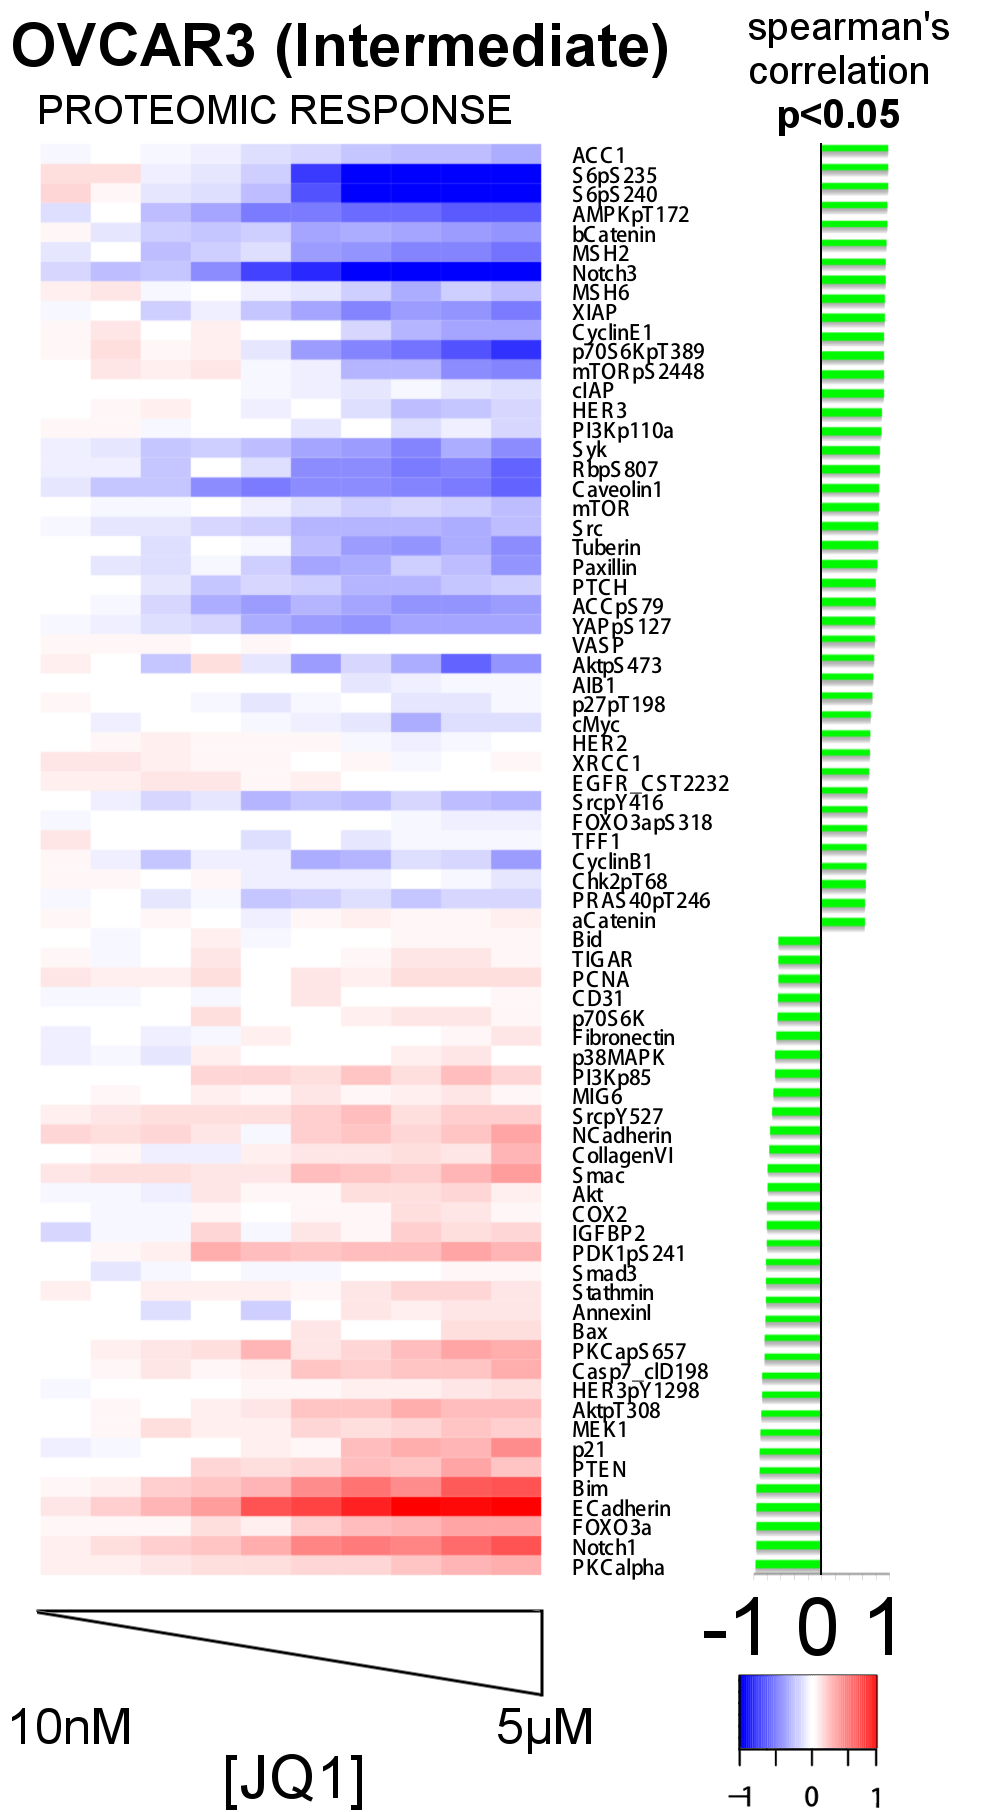 OVCAR3 (Intermediate)
spearman's
correlation
PROTEOMIC RESPONSE
p<0.05
ACC1
S6pS235
S6pS240
AMPKpT172
bCatenin
MSH2
Notch3
MSH6
XIAP
CyclinE1
p70S6KpT389
mTORpS2448
cIAP
HER3
PI3Kp110a
Syk
RbpS807
Caveolin1
mTOR
Src
Tuberin
Paxillin
PTCH
ACCpS79
YAPpS127
VASP
AktpS473
AIB1
p27pT198
cMyc
HER2
XRCC1
EGFR_CST2232
SrcpY416
FOXO3apS318
TFF1
CyclinB1
Chk2pT68
PRAS40pT246
aCatenin
Bid
TIGAR
PCNA
CD31
p70S6K
Fibronectin
p38MAPK
PI3Kp85
MIG6
SrcpY527
NCadherin
CollagenVI
Smac
Akt
COX2
IGFBP2
PDK1pS241
Smad3
Stathmin
AnnexinI
Bax
PKCapS657
Casp7_clD198
HER3pY1298
AktpT308
MEK1
p21
PTEN
Bim
ECadherin
FOXO3a
Notch1
PKCalpha
-1 0 1
10nM 5µM
[JQ1]
-1 0 1